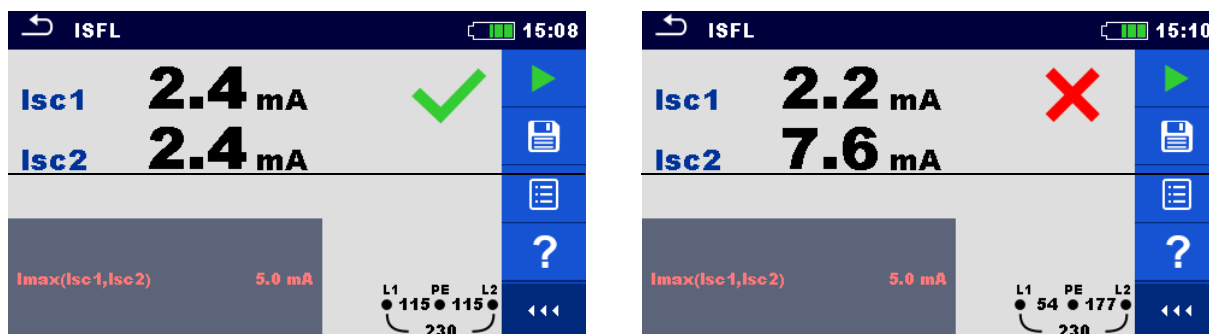 ISFL 15:08
Isc1 2.4 mA
Isc2 2.4 mA
Imax(Isc1,Isc2) 5.0 mA
?
L1 PE L2
115 115
230
ISFL 15:10
Isc1 2.2 mA
Isc2 7.6 mA
Imax(Isc1,Isc2) 5.0 mA
?
L1 PE L2
54 177
230